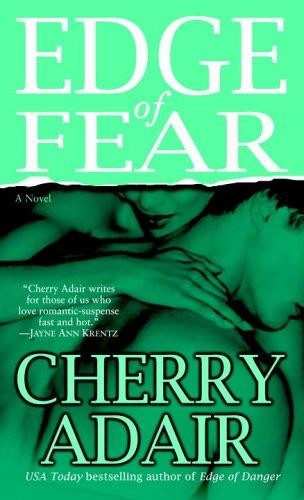 EDGE
of
FEAR
A Novel
“Cherry Adair writes
for those of us who
love romantic-suspense
fast and hot.”
—JAYNE ANN KRENTZ
CHERRY
ADAIR
USA Today bestselling author of Edge of Danger